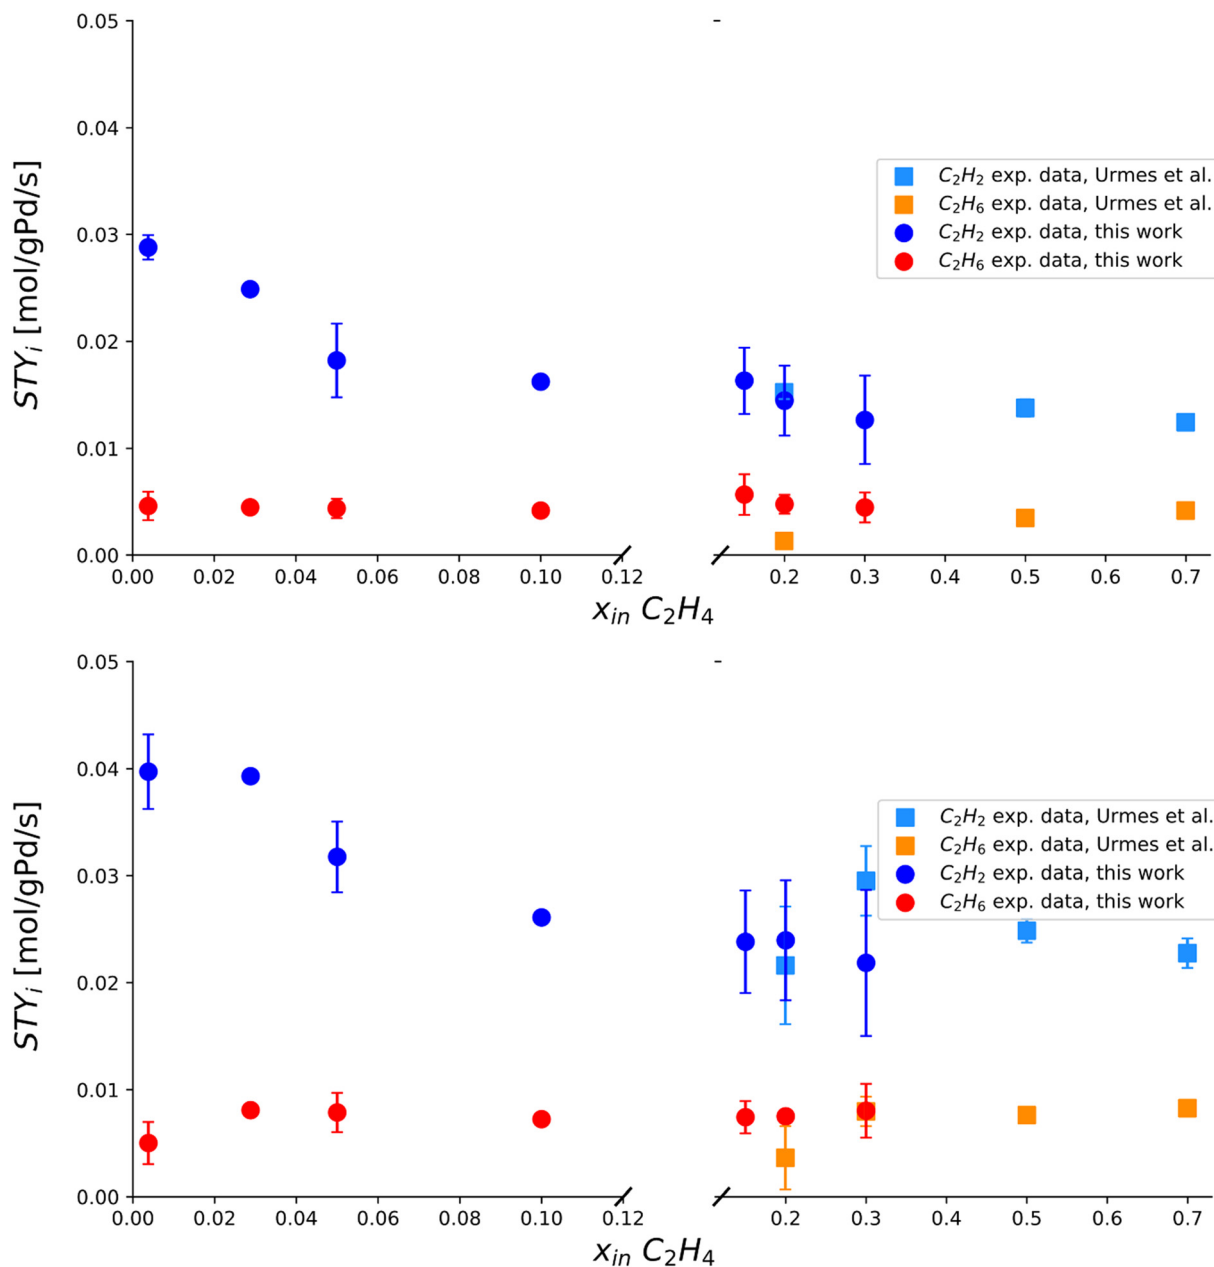 0.05
0.04
0.03
0.02
0.01
0.00
STYᵢ [mol/gPd/s]
C₂H₂ exp. data, Urmes et al.
C₂H₆ exp. data, Urmes et al.
C₂H₂ exp. data, this work
C₂H₆ exp. data, this work
0.00 0.02 0.04 0.06 0.08 0.10 0.12 0.2 0.3 0.4 0.5 0.6 0.7
xᵢₙ C₂H₄
0.05
0.04
0.03
0.02
0.01
0.00
STYᵢ [mol/gPd/s]
C₂H₂ exp. data, Urmes et al.
C₂H₆ exp. data, Urmes et al.
C₂H₂ exp. data, this work
C₂H₆ exp. data, this work
0.00 0.02 0.04 0.06 0.08 0.10 0.12 0.2 0.3 0.4 0.5 0.6 0.7
xᵢₙ C₂H₄